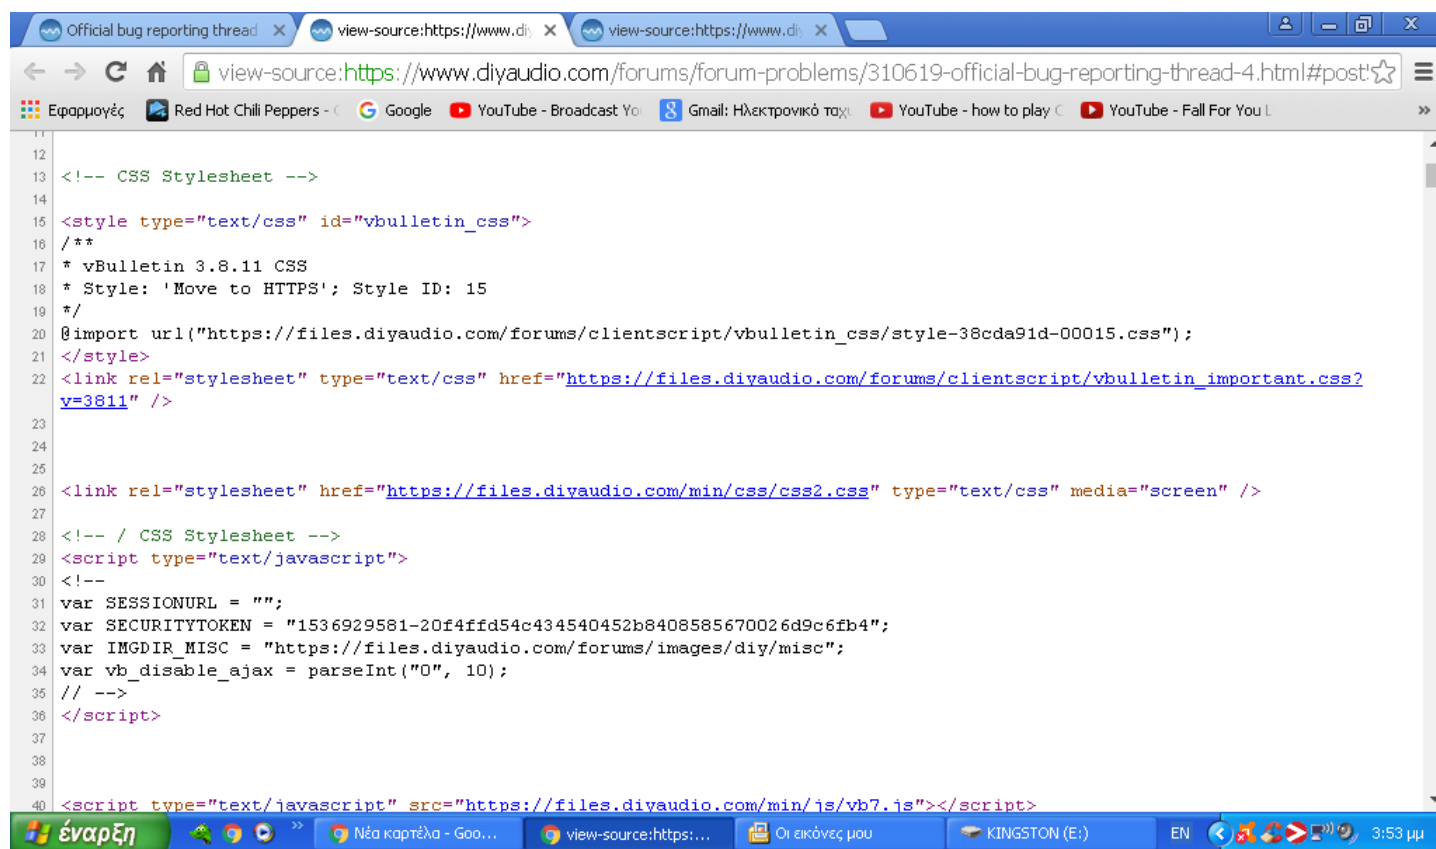 Official bug reporting thread
view-source:https://www.di
view-source:https://www.di
view-source:https://www.diyaudio.com/forums/forum-problems/310619-official-bug-reporting-thread-4.html#post!
Εφαρμογές Red Hot Chili Peppers - Google YouTube - Broadcast Yo Gmail: Ηλεκτρονικό ταχυ YouTube - how to play YouTube - Fall For You L »
11
12
13 <!-- CSS Stylesheet -->
14
15 <style type="text/css" id="vbulletin_css">
16 /**
17 * vBulletin 3.8.11 CSS
18 * Style: 'Move to HTTPS'; Style ID: 15
19 */
20 @import url("https://files.diyaudio.com/forums/clientscript/vbulletin_css/style-38cda91d-00015.css");
21 </style>
22 <link rel="stylesheet" type="text/css" href="https://files.diyaudio.com/forums/clientscript/vbulletin_important.css?
v=3811" />
23
24
25
26 <link rel="stylesheet" href="https://files.diyaudio.com/min/css/css2.css" type="text/css" media="screen" />
27
28 <!-- / CSS Stylesheet -->
29 <script type="text/javascript">
30 <!--
31 var SESSIONURL = "";
32 var SECURITYTOKEN = "1536929581-20f4ffd54c434540452b8408585670026d9c6fb4";
33 var IMGDIR_MISC = "https://files.diyaudio.com/forums/images/diy/misc";
34 var vb_disable_ajax = parseInt("0", 10);
35 // -->
36 </script>
37
38
39
40 <script type="text/javascript" src="https://files.diyaudio.com/min/js/vb7.js"></script>
έναρξη » Νέα καρτέλα - Goo... view-source:https:... Οι εικόνες μου KINGSTON (E:) EN 3:53 μμ